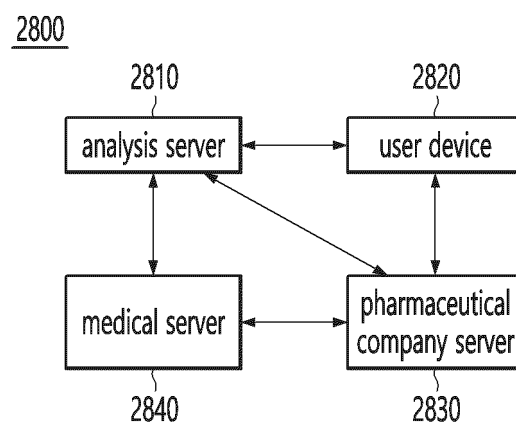 2800
2810
2820
analysis server
user device
medical server
pharmaceutical
company server
2840
2830